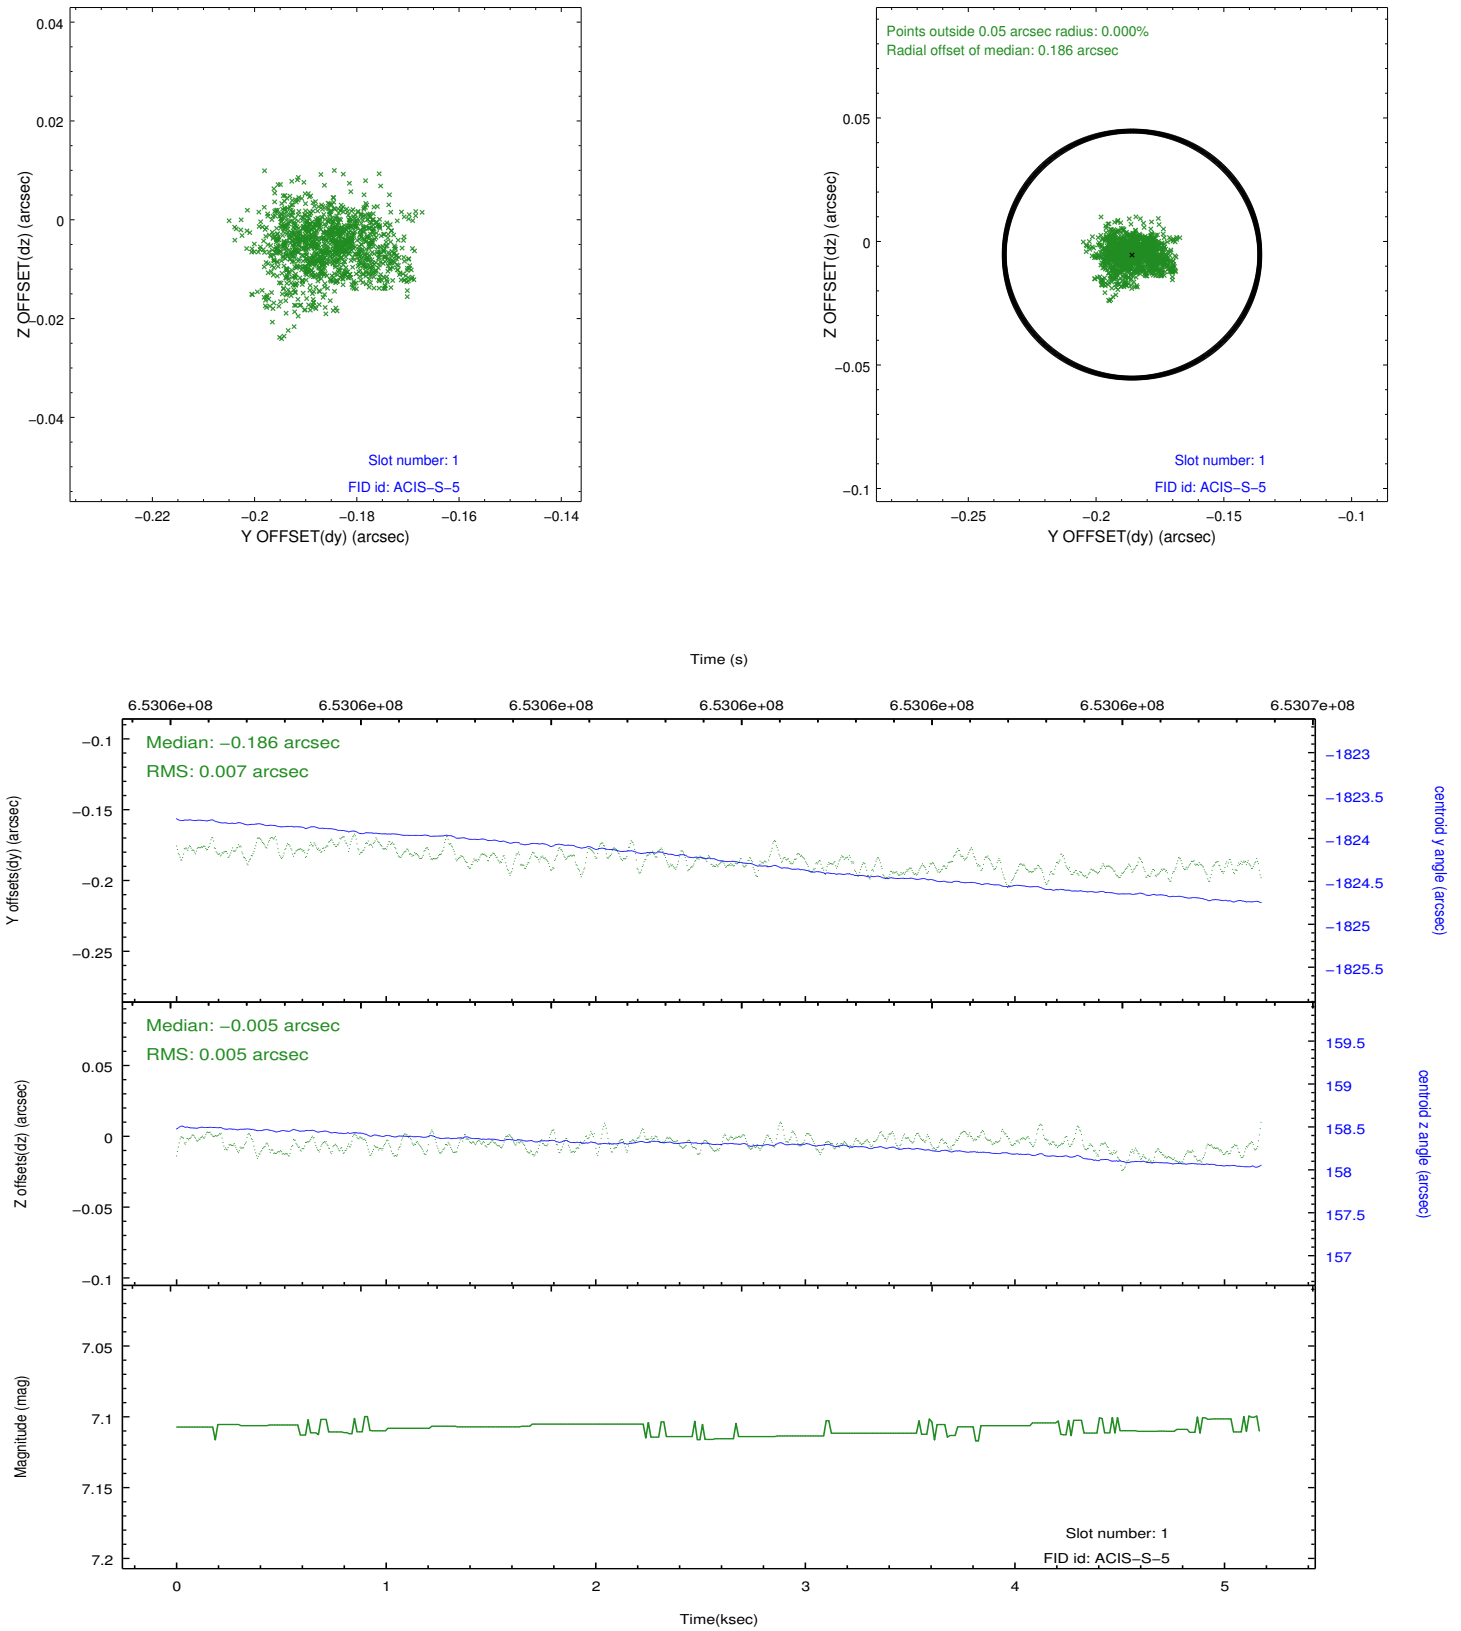 0.04
0.02
0
−0.02
−0.04
Z OFFSET(dz) (arcsec)
Slot number: 1
FID id: ACIS−S−5
−0.22
−0.2
−0.18
−0.16
−0.14
Y OFFSET(dy) (arcsec)
Points outside 0.05 arcsec radius: 0.000%
Radial offset of median: 0.186 arcsec
0.05
0
−0.05
−0.1
Z OFFSET(dz) (arcsec)
Slot number: 1
FID id: ACIS−S−5
−0.25
−0.2
−0.15
−0.1
Y OFFSET(dy) (arcsec)
Time (s)
6.5306e+08
6.5306e+08
6.5306e+08
6.5306e+08
6.5306e+08
6.5306e+08
6.5307e+08
Median: −0.186 arcsec
RMS: 0.007 arcsec
−0.1
−0.15
−0.2
−0.25
Y offsets(dy) (arcsec)
−1823
−1823.5
−1824
−1824.5
−1825
−1825.5
centroid y angle (arcsec)
Median: −0.005 arcsec
RMS: 0.005 arcsec
0.05
0
−0.05
−0.1
Z offsets(dz) (arcsec)
159.5
159
158.5
158
157.5
157
centroid z angle (arcsec)
7.05
7.1
7.15
7.2
Magnitude (mag)
Slot number: 1
FID id: ACIS−S−5
0
1
2
3
4
5
Time(ksec)